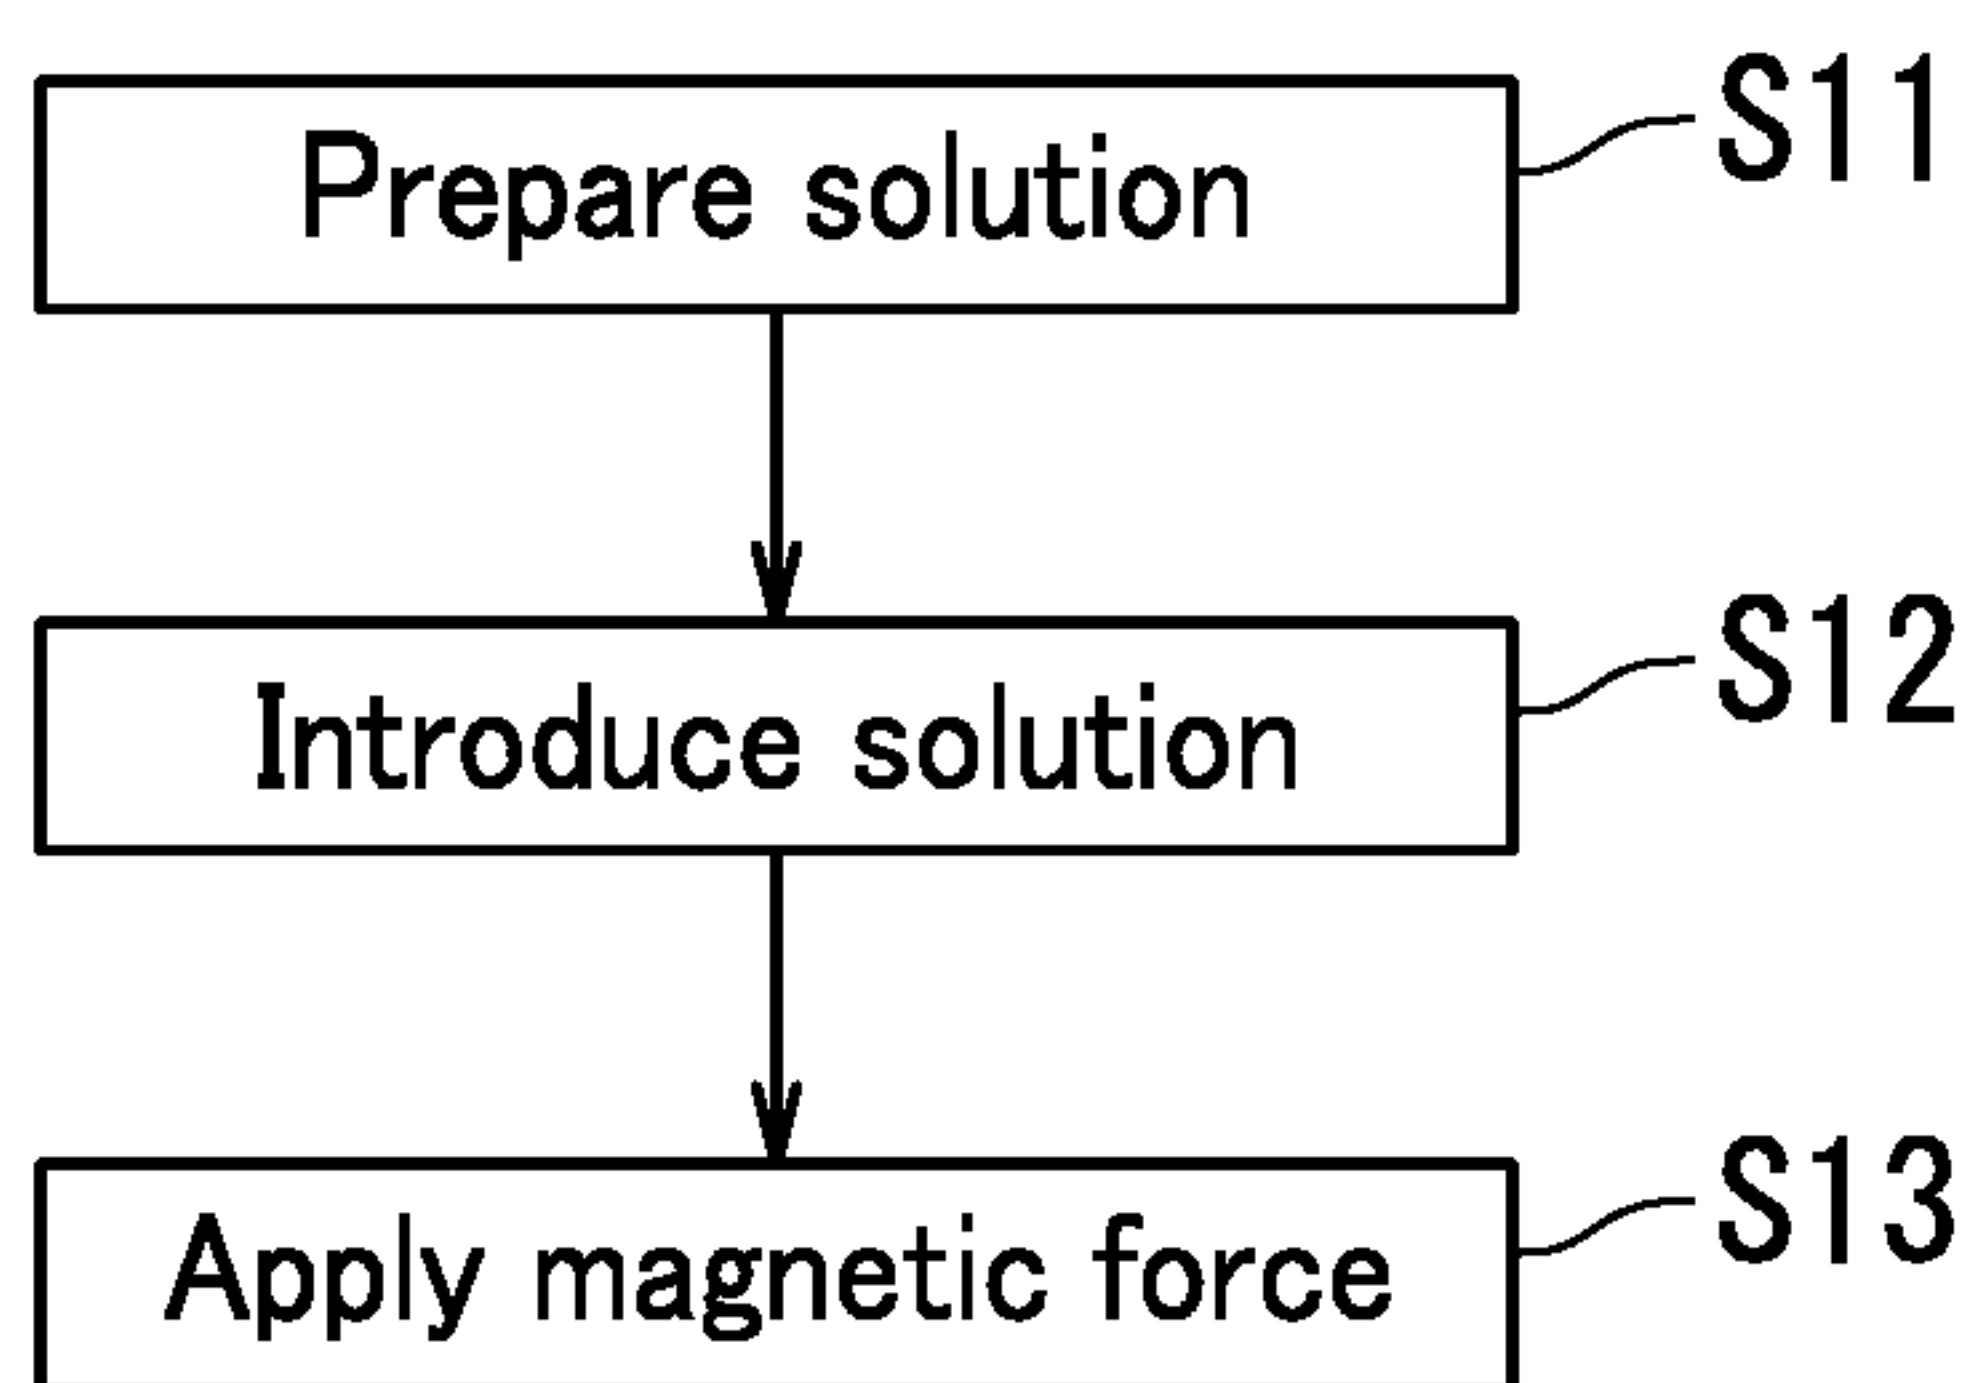 Prepare solution
S11
Introduce solution
S12
Apply magnetic force
S13